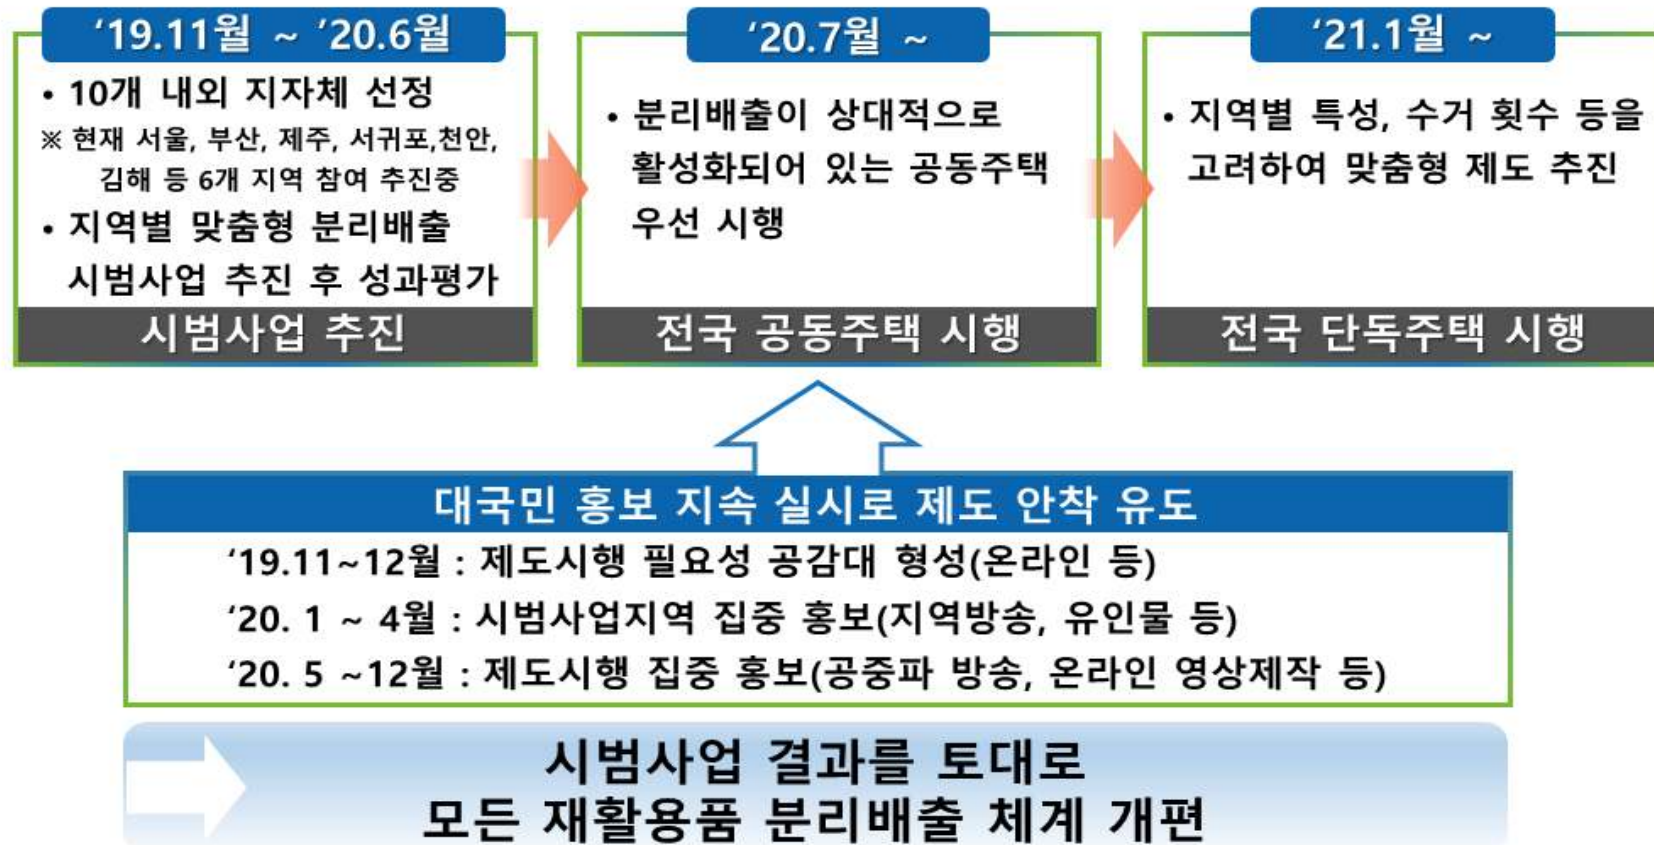 ‘19.11월 ~ ’20.6월
• 10개 내외 지자체 선정
※ 현재 서울, 부산, 제주, 서귀포,천안,
김해 등 6개 지역 참여 추진중
• 지역별 맞춤형 분리배출
시범사업 추진 후 성과평가
시범사업 추진
‘20.7월 ~
• 분리배출이 상대적으로
활성화되어 있는 공동주택
우선 시행
전국 공동주택 시행
‘21.1월 ~
• 지역별 특성, 수거 횟수 등을
고려하여 맞춤형 제도 추진
전국 단독주택 시행
대국민 홍보 지속 실시로 제도 안착 유도
‘19.11~12월 : 제도시행 필요성 공감대 형성(온라인 등)
‘20. 1 ~ 4월 : 시범사업지역 집중 홍보(지역방송, 유인물 등)
‘20. 5 ~12월 : 제도시행 집중 홍보(공중파 방송, 온라인 영상제작 등)
시범사업 결과를 토대로
모든 재활용품 분리배출 체계 개편